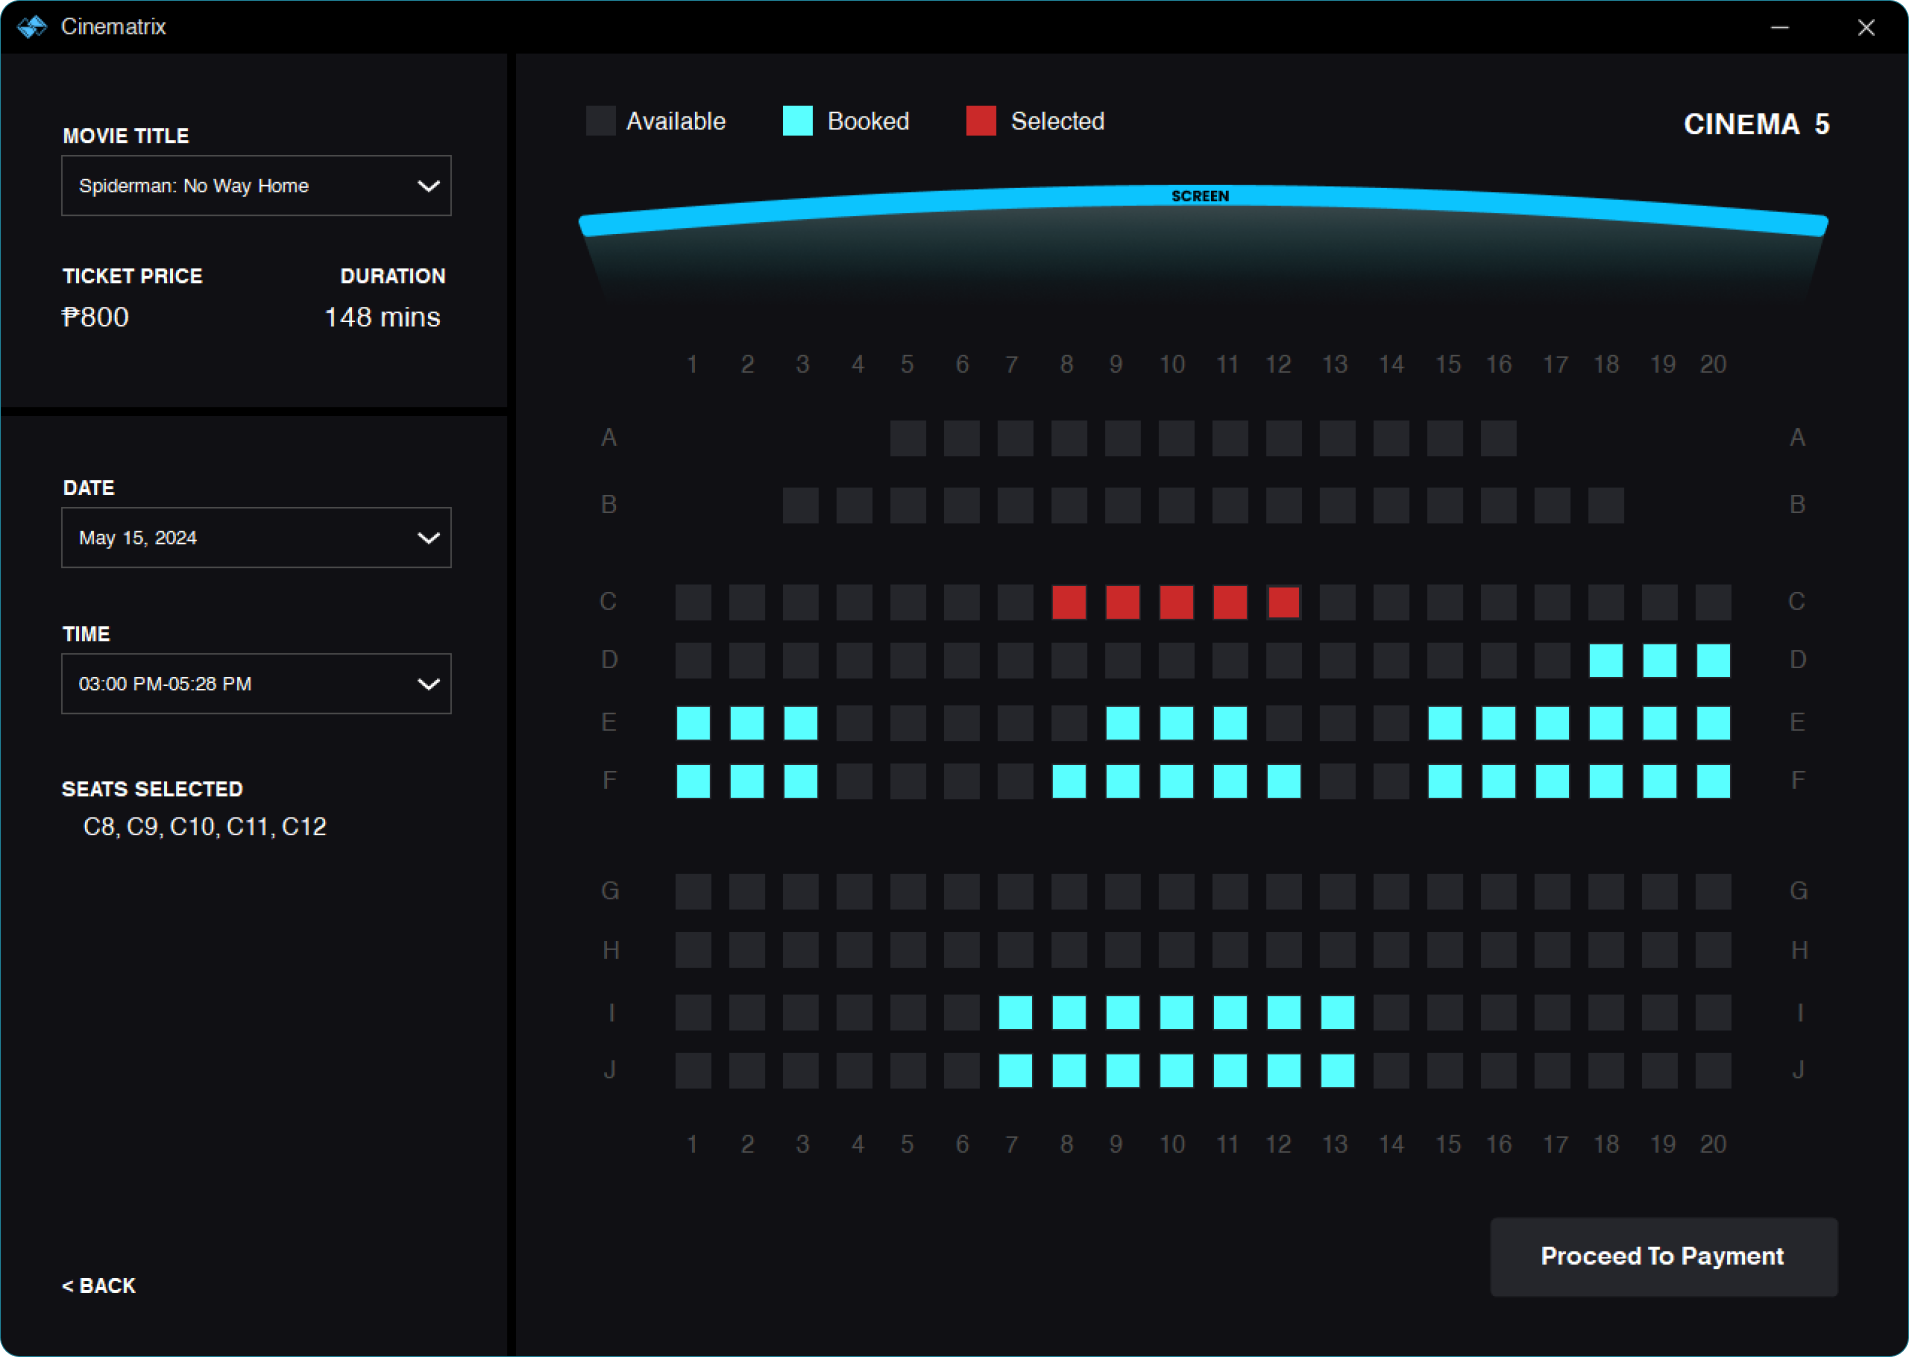 Cinematrix
MOVIE TITLE
Spiderman: No Way Home
TICKET PRICE DURATION
₱800 148 mins
DATE
May 15, 2024
TIME
03:00 PM-05:28 PM
SEATS SELECTED
C8, C9, C10, C11, C12
< BACK
Available Booked Selected
CINEMA 5
SCREEN
1 2 3 4 5 6 7 8 9 10 11 12 13 14 15 16 17 18 19 20
A A
B B
C C
D D
E E
F F
G G
H H
I I
J J
1 2 3 4 5 6 7 8 9 10 11 12 13 14 15 16 17 18 19 20
Proceed To Payment